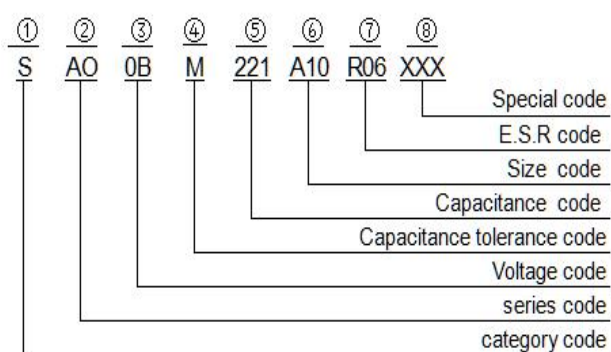 ① ② ③ ④ ⑤ ⑥ ⑦ ⑧
S AO 0B M 221 A10 R06 XXX
Special code
E.S.R code
Size code
Capacitance code
Capacitance tolerance code
Voltage code
series code
category code